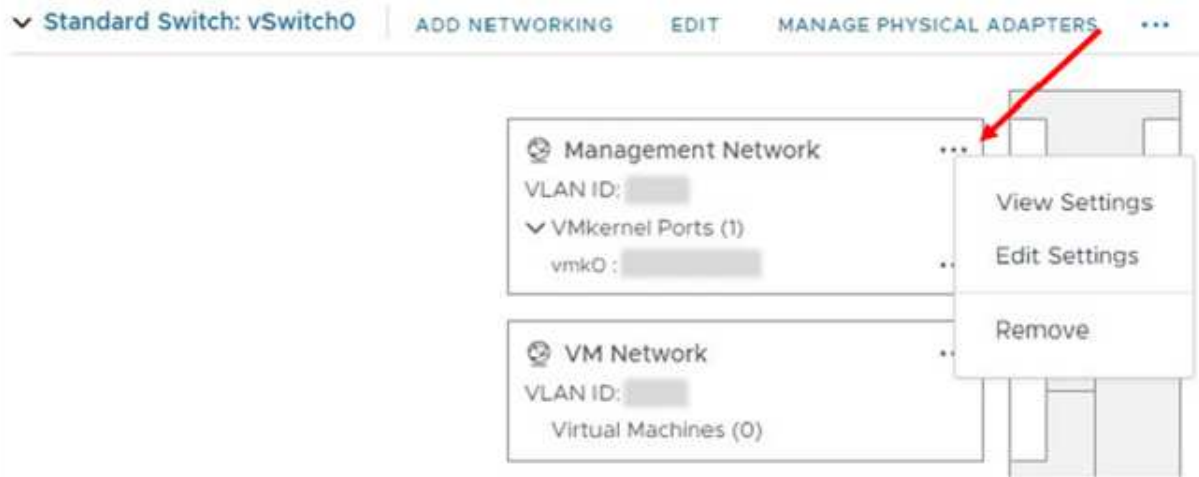 Standard Switch: vSwitch0 ADD NETWORKING EDIT MANAGE PHYSICAL ADAPTERS ...
Management Network ...
VLAN ID:
VMkernel Ports (1)
vmk0 :
View Settings
Edit Settings
Remove
VM Network
VLAN ID:
Virtual Machines (0)